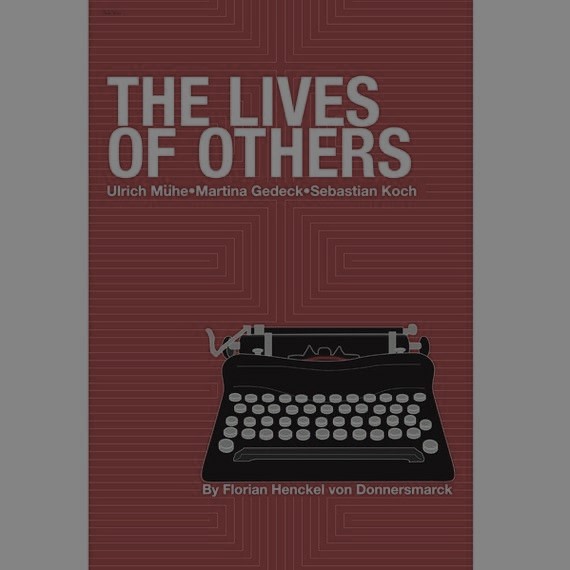 THE LIVES
OF OTHERS
Ulrich Mühe•Martina Gedeck•Sebastian Koch
By Florian Henckel von Donnersmarck